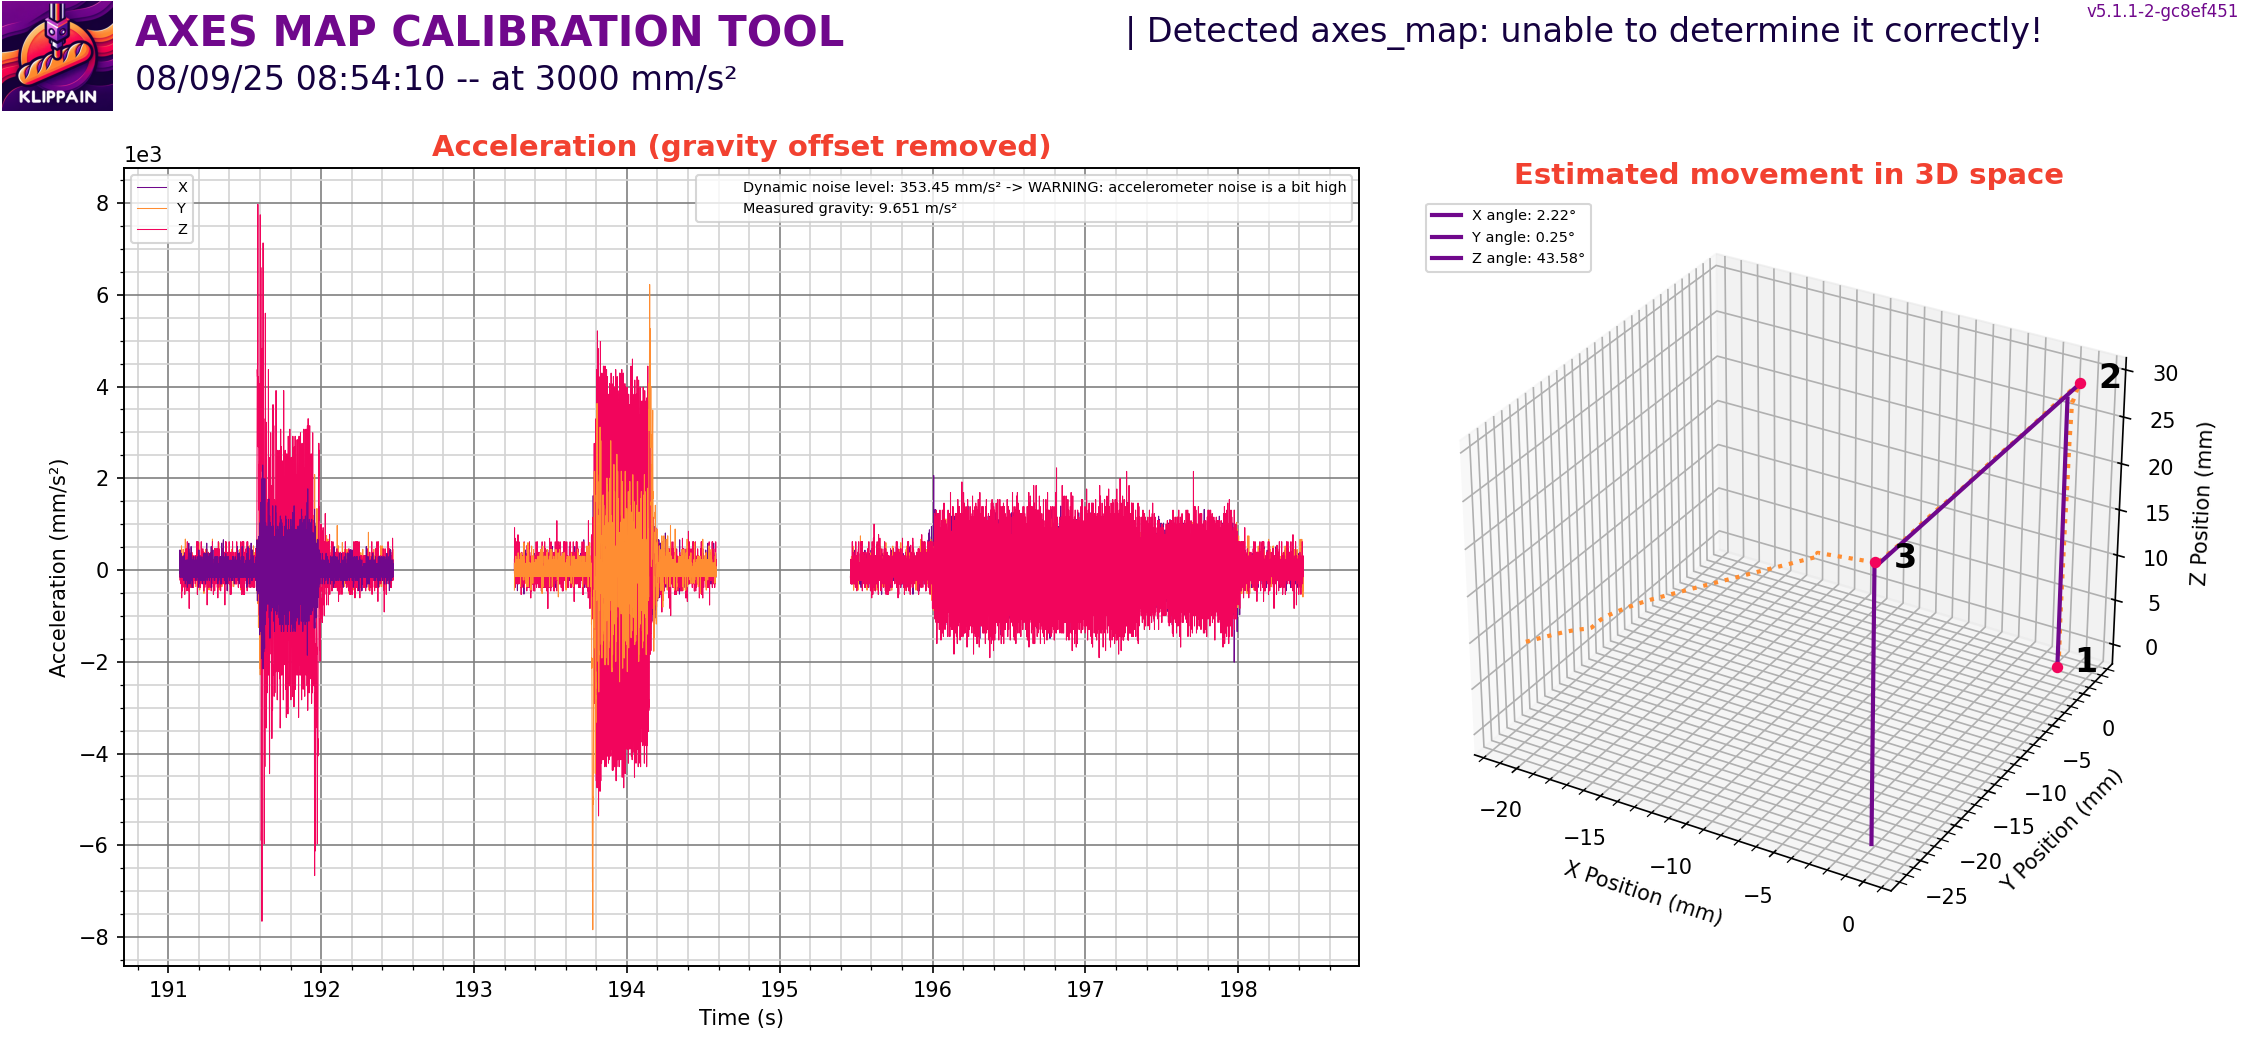 KLIPPAIN
AXES MAP CALIBRATION TOOL
08/09/25 08:54:10 -- at 3000 mm/s²
| Detected axes_map: unable to determine it correctly!
v5.1.1-2-gc8ef451
Acceleration (gravity offset removed)
1e3
X
Y
Z
Dynamic noise level: 353.45 mm/s² -> WARNING: accelerometer noise is a bit high
Measured gravity: 9.651 m/s²
Acceleration (mm/s²)
8
6
4
2
0
−2
−4
−6
−8
191 192 193 194 195 196 197 198
Time (s)
Estimated movement in 3D space
X angle: 2.22°
Y angle: 0.25°
Z angle: 43.58°
2
3
1
30
25
20
15
10
5
0
Z Position (mm)
0
−5
−10
−15
−20
−25
Y Position (mm)
−20
−15
−10
−5
0
X Position (mm)